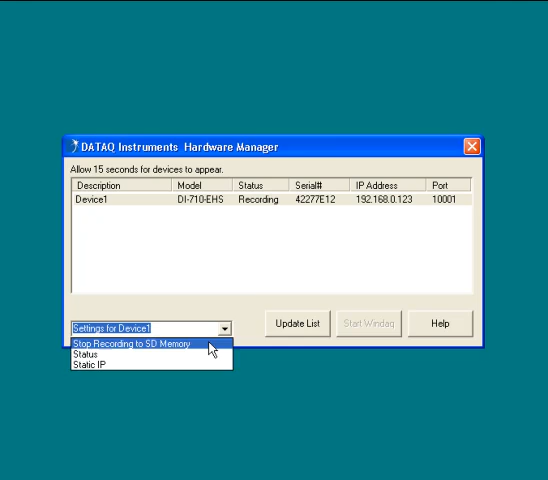 DATAQ Instruments Hardware Manager
Allow 15 seconds for devices to appear.
Description Model Status Serial# IP Address Port
Device1 DI-710-EHS Recording 42277E12 192.168.0.123 10001
Settings for Device1 Update List Start Windaq Help
Stop Recording to SD Memory
Status
Static IP